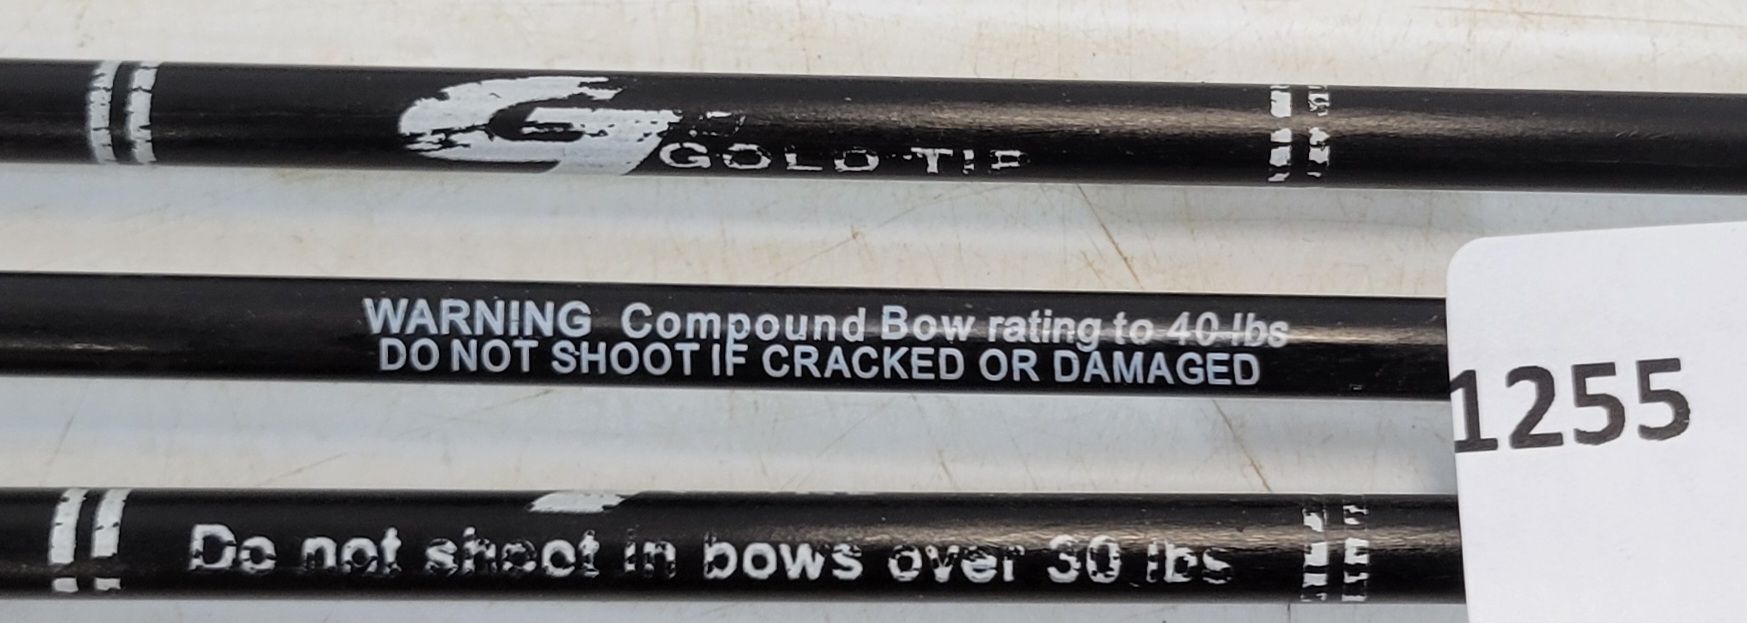 G
GOLD TIP
WARNING Compound Bow rating to 40 lbs
DO NOT SHOOT IF CRACKED OR DAMAGED
1255
Do not shoot in bows over 30 lbs